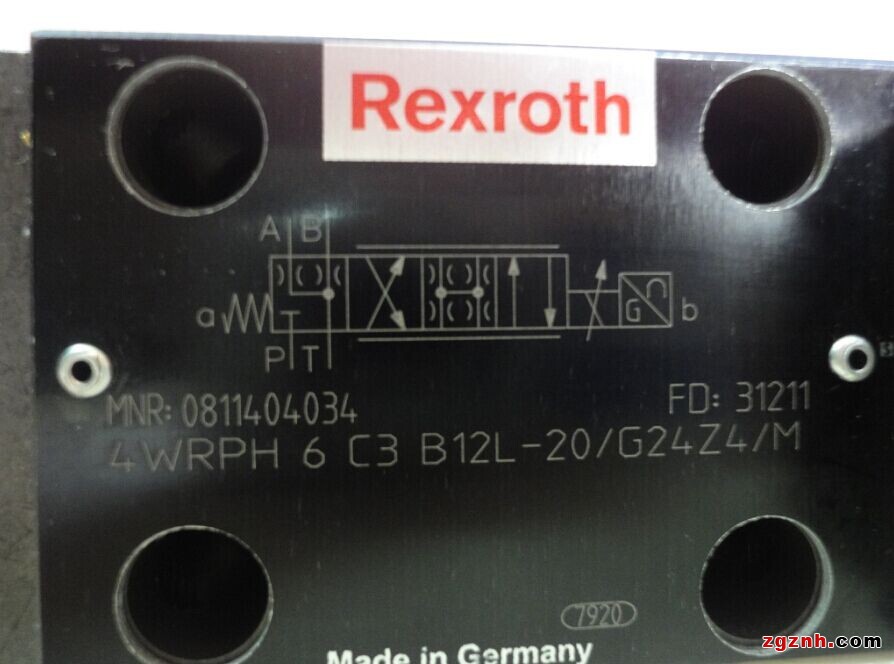 Rexroth
A B
a
G
b
P T
MNR: 0811404034
FD: 31211
4WRPH 6 C3 B12L-20/G24Z4/M
7920
Made in Germany
zgznh.com